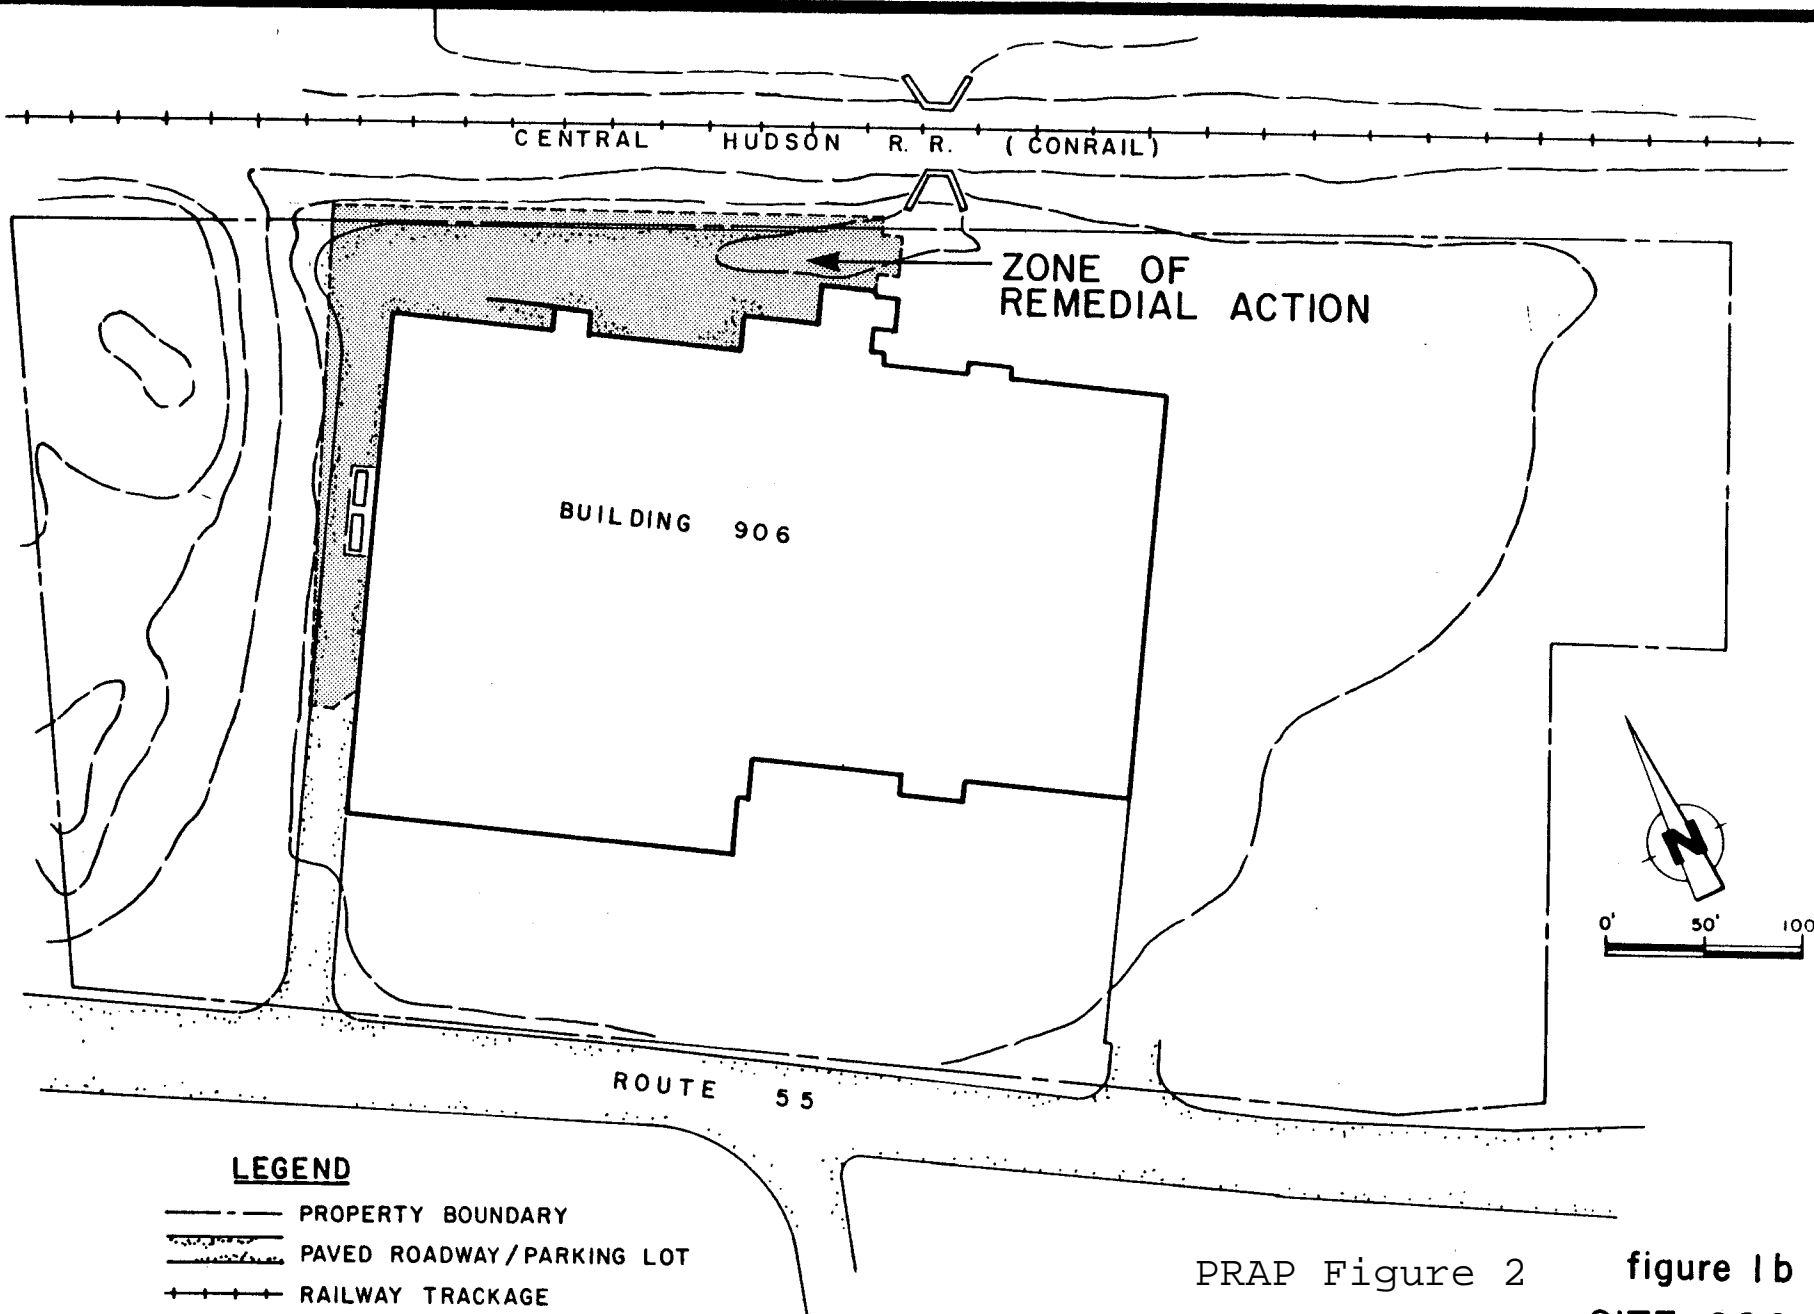 CENTRAL HUDSON R. R. (CONRAIL)
ZONE OF
REMEDIAL ACTION
BUILDING 906
N
0' 50' 100
ROUTE 55
LEGEND
PROPERTY BOUNDARY
PAVED ROADWAY/PARKING LOT
RAILWAY TRACKAGE
PRAP Figure 2
figure 1b